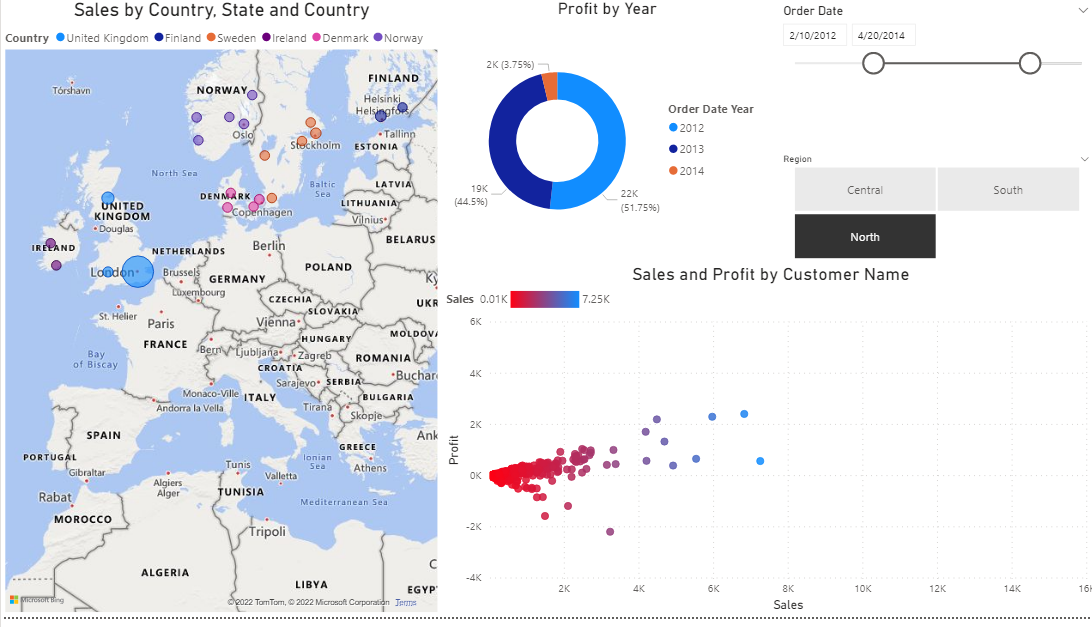 Sales by Country, State and Country
Country United Kingdom Finland Sweden Ireland Denmark Norway
Tórshavn
FINLAND
NORWAY
Helsinki
Helsingfors
Oslo
Tallinn
Stockholm
ESTONIA
North Sea
Baltic
Sea
LATVIA
DENMARK
LITHUANIA
Copenhagen
UNITED
KINGDOM
Vilnius
Douglas
BELARUS
IRELAND
NETHERLANDS
Berlin
London
Brussels
POLAND
GERMANY
Luxembourg
CZECHIA
UKR
St. Helier
SLOVAKIA
Paris
Vienna
MOLDOV
HUNGARY
FRANCE
Bern
Ljubljana
Zagreb
Bay
of Biscay
ROMANIA
CROATIA
Buchar
Sarajevo
SERBIA
Monaco-Ville
ITALY
BULGARIA
Andorra la Vella
Tirana
Skopje
SPAIN
Ank
GREECE
PORTUGAL
Ionian
Sea
Athens
Gibraltar
Tunis
Algiers
Alger
Valletta
Rabat
TUNISIA
Mediterranean Sea
MOROCCO
Tripoli
ALGERIA
LIBYA
EGYP
Microsoft Bing
© 2022 TomTom, © 2022 Microsoft Corporation Terms
Profit by Year
2K (3.75%)
19K
(44.5%)
22K
(51.75%)
Order Date Year
2012
2013
2014
Order Date
2/10/2012 4/20/2014
Region
Central South
North
Sales and Profit by Customer Name
Sales 0.01K 7.25K
6K
4K
2K
0K
-2K
-4K
Profit
2K 4K 6K 8K 10K 12K 14K 16K
Sales